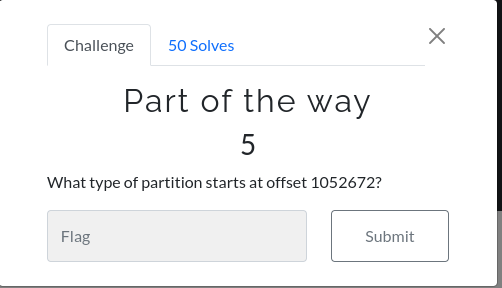 Challenge
50 Solves
Part of the way
5
What type of partition starts at offset 1052672?
Flag
Submit